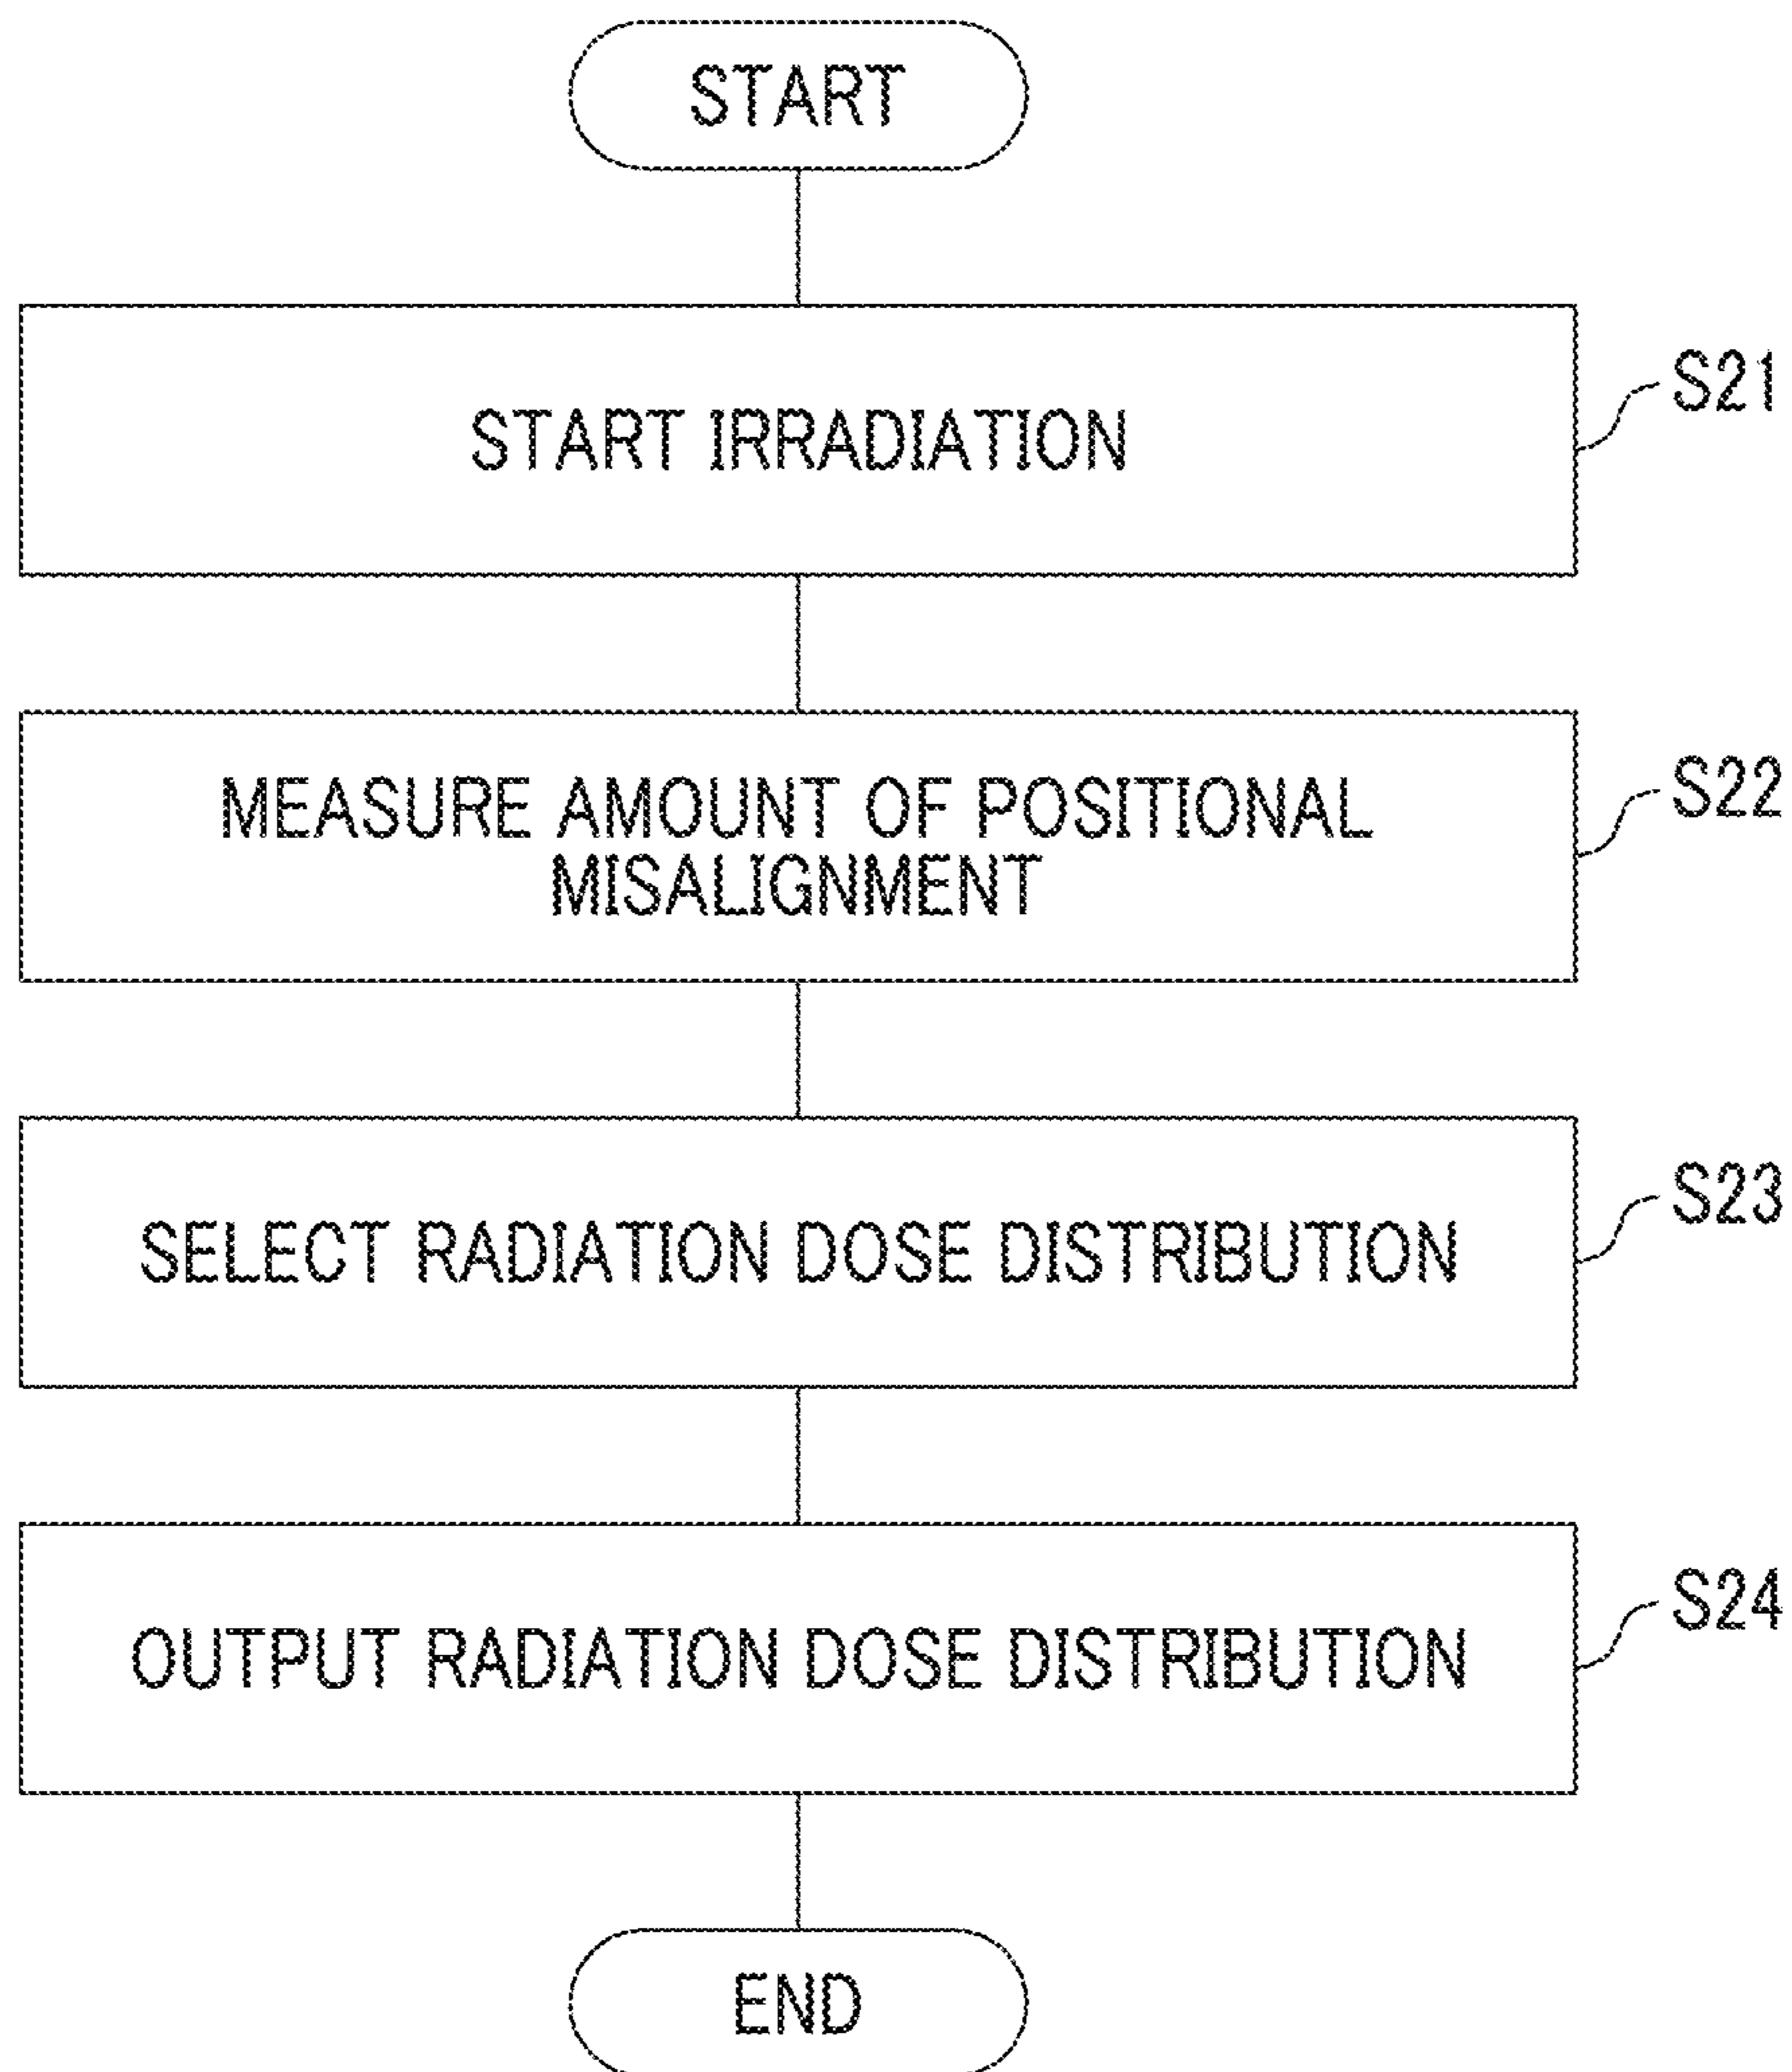 START
START IRRADIATION
S21
MEASURE AMOUNT OF POSITIONAL
MISALIGNMENT
S22
SELECT RADIATION DOSE DISTRIBUTION
S23
OUTPUT RADIATION DOSE DISTRIBUTION
S24
END